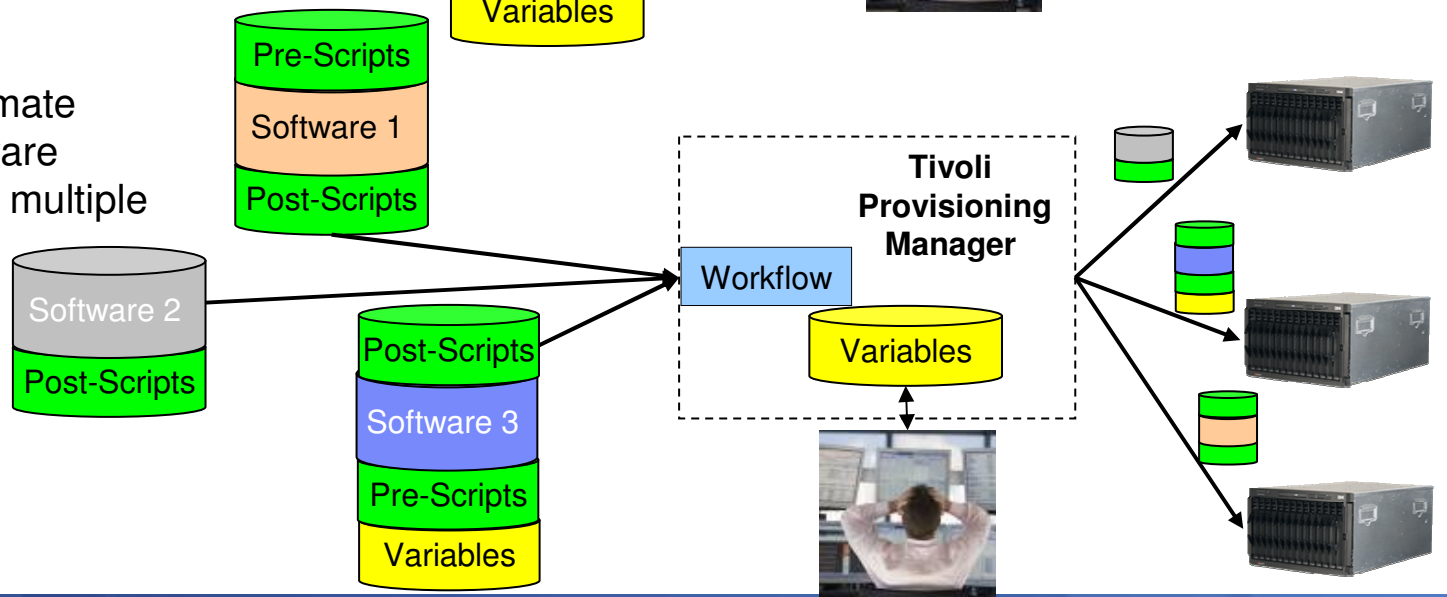 Variables
Pre-Scripts
Software 1
Post-Scripts
mate
are
multiple
Software 2
Post-Scripts
Post-Scripts
Software 3
Pre-Scripts
Variables
Tivoli
Provisioning
Manager
Workflow
Variables